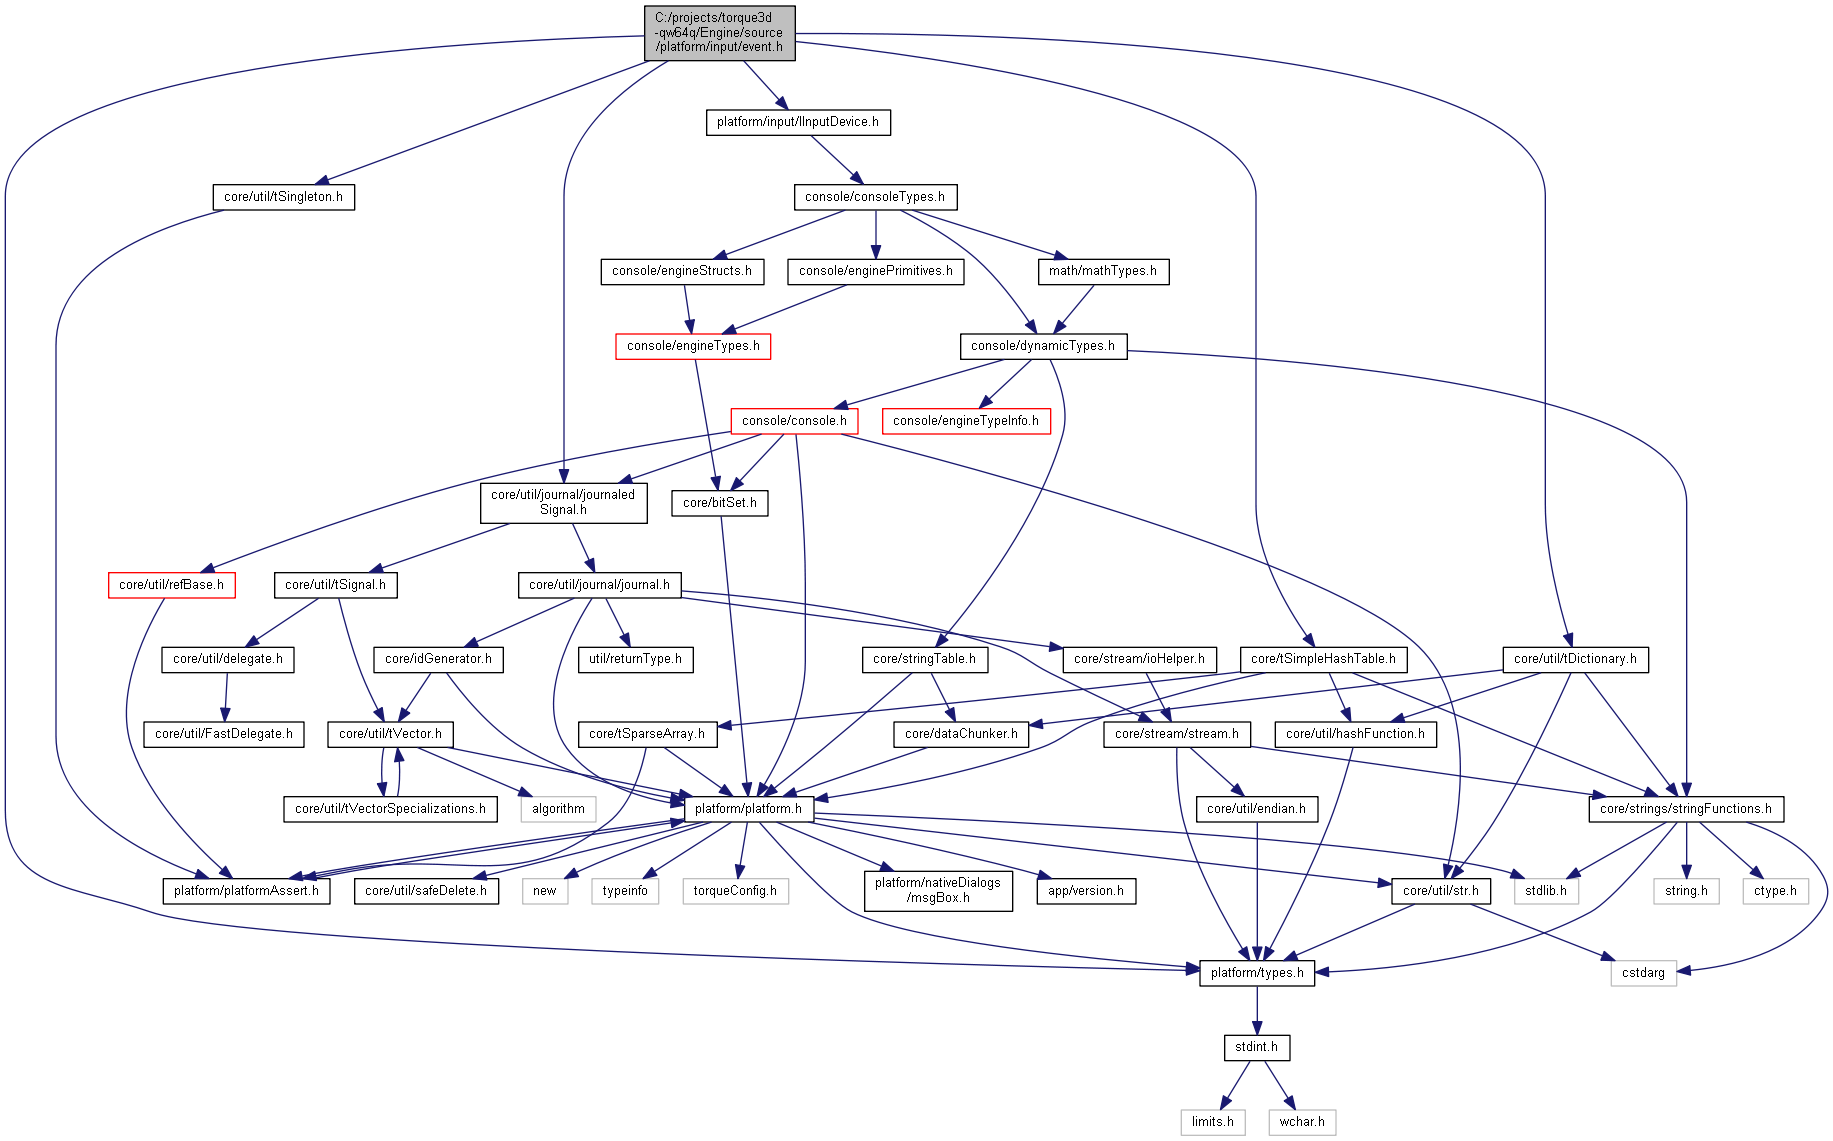 C:/projects/torque3d
-qw64q/Engine/source
/platform/input/event.h
platform/input/IInputDevice.h
core/util/tSingleton.h
console/consoleTypes.h
console/engineStructs.h
console/enginePrimitives.h
math/mathTypes.h
console/engineTypes.h
console/dynamicTypes.h
console/console.h
console/engineTypeInfo.h
core/util/journal/journaled
Signal.h
core/bitSet.h
core/util/refBase.h
core/util/tSignal.h
core/util/journal/journal.h
core/util/delegate.h
core/idGenerator.h
util/returnType.h
core/stringTable.h
core/stream/ioHelper.h
core/tSimpleHashTable.h
core/util/tDictionary.h
core/util/FastDelegate.h
core/util/tVector.h
core/tSparseArray.h
core/dataChunker.h
core/stream/stream.h
core/util/hashFunction.h
core/util/tVectorSpecializations.h
algorithm
platform/platform.h
core/util/endian.h
core/strings/stringFunctions.h
platform/platformAssert.h
core/util/safeDelete.h
new
typeinfo
torqueConfig.h
platform/nativeDialogs
/msgBox.h
app/version.h
core/util/str.h
stdlib.h
string.h
ctype.h
platform/types.h
cstdarg
stdint.h
limits.h
wchar.h